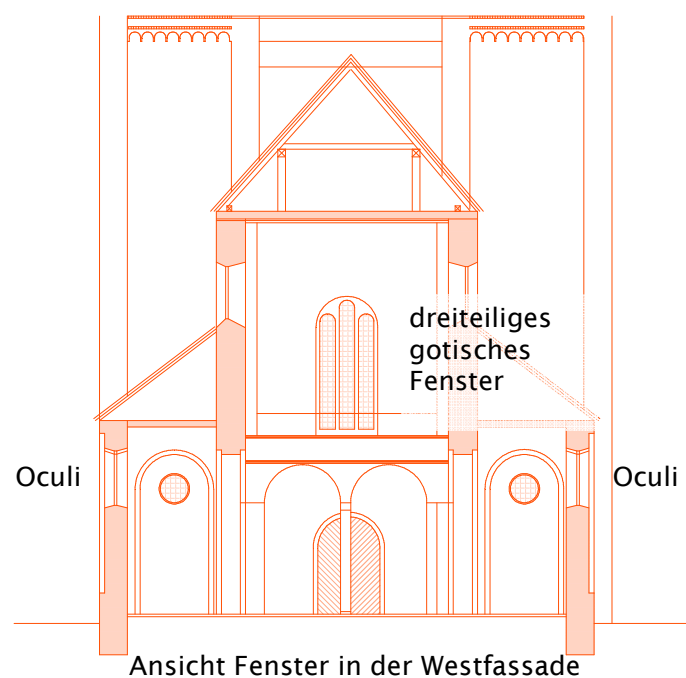 dreiteiliges
gotisches
Fenster
Oculi
Oculi
Ansicht Fenster in der Westfassade